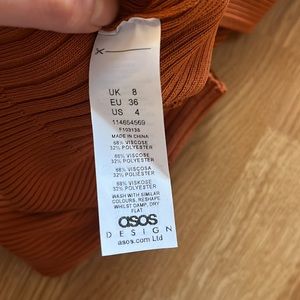 UK 8
EU 36
US 4
114654569
F103133
MADE IN CHINA
68% VISCOSE
32% POLYESTER
68% VISCOSE
32% POLYESTER
68% VISCOSA
32% POLIESTER
68% VISCOSE
32% POLYESTER
WASH WITH SIMILAR
COLOURS, RESHAPE
WHILST DAMP, DRY
FLAT
asos
DESIGN
asos.com Ltd